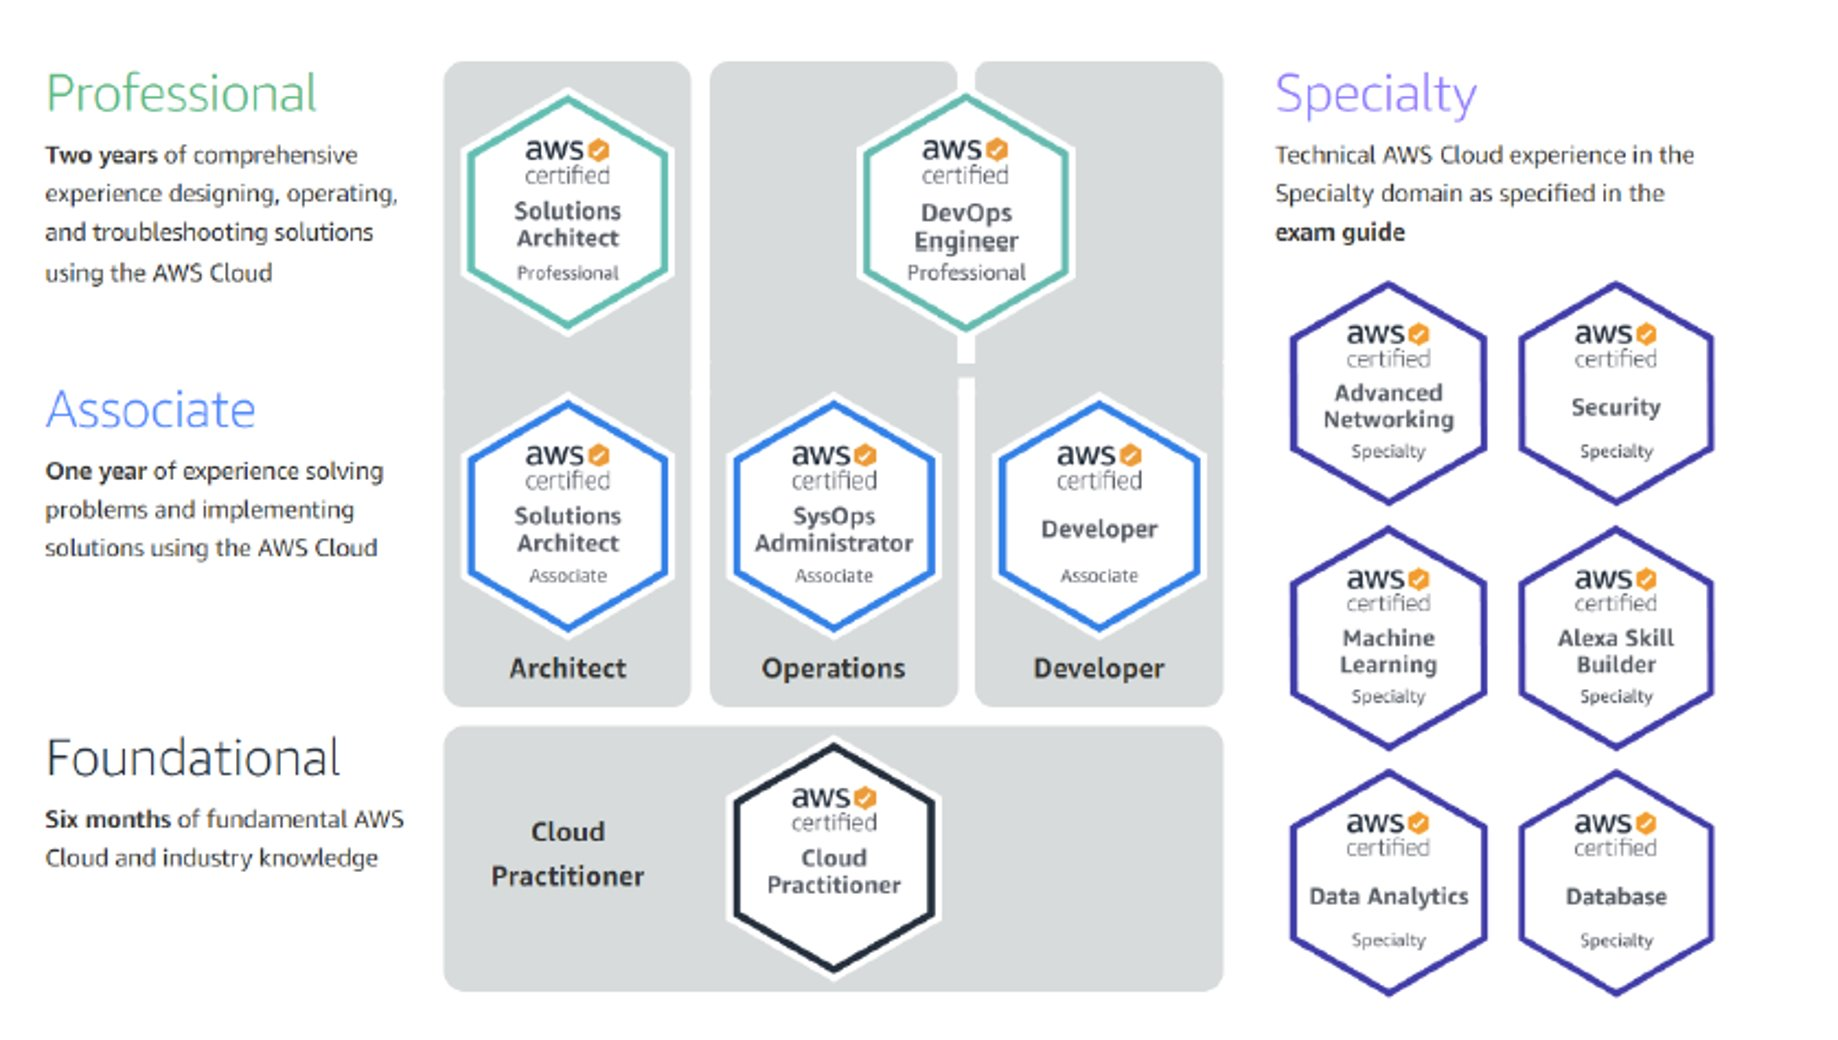 Professional
Two years of comprehensive
experience designing, operating,
and troubleshooting solutions
using the AWS Cloud
aws
certified
Solutions
Architect
Professional
aws
certified
DevOps
Engineer
Professional
Associate
One year of experience solving
problems and implementing
solutions using the AWS Cloud
aws
certified
Solutions
Architect
Associate
Architect
aws
certified
SysOps
Administrator
Associate
Operations
aws
certified
Developer
Associate
Developer
Foundational
Six months of fundamental AWS
Cloud and industry knowledge
Cloud
Practitioner
aws
certified
Cloud
Practitioner
Specialty
Technical AWS Cloud experience in the
Specialty domain as specified in the
exam guide
aws
certified
Advanced
Networking
Specialty
aws
certified
Security
Specialty
aws
certified
Machine
Learning
Specialty
aws
certified
Alexa Skill
Builder
Specialty
aws
certified
Data Analytics
Specialty
aws
certified
Database
Specialty